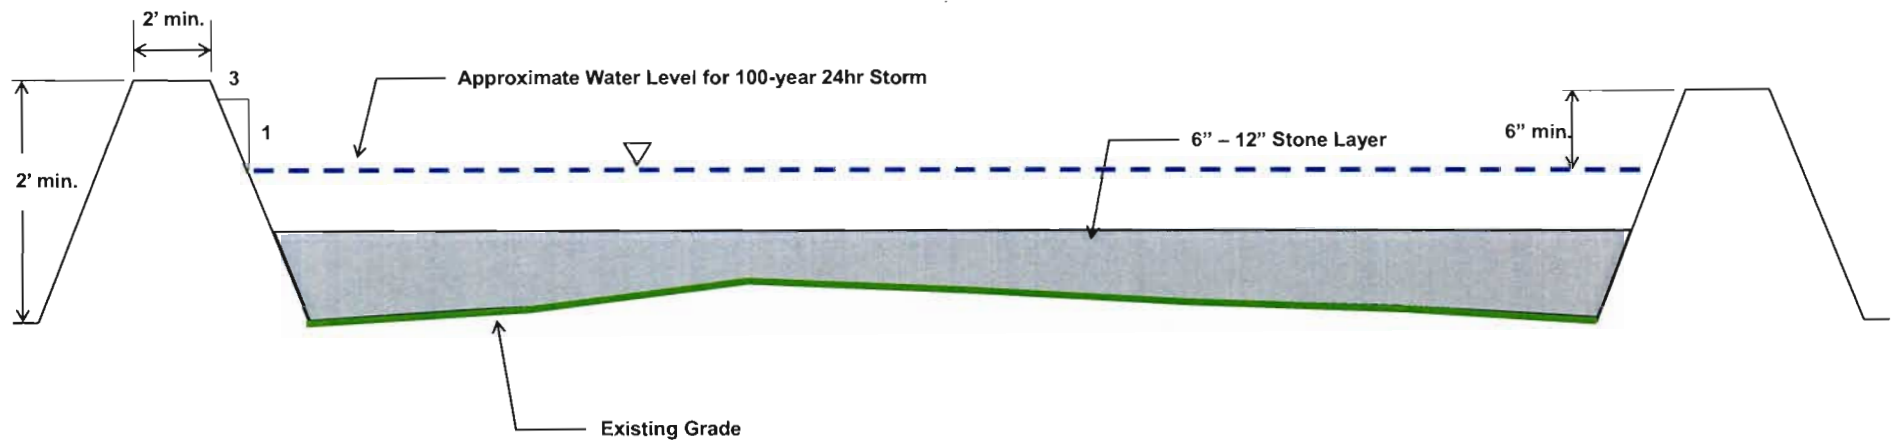 2’ min.
3
Approximate Water Level for 100-year 24hr Storm
1
6” – 12” Stone Layer
6” min.
2’ min.
Existing Grade